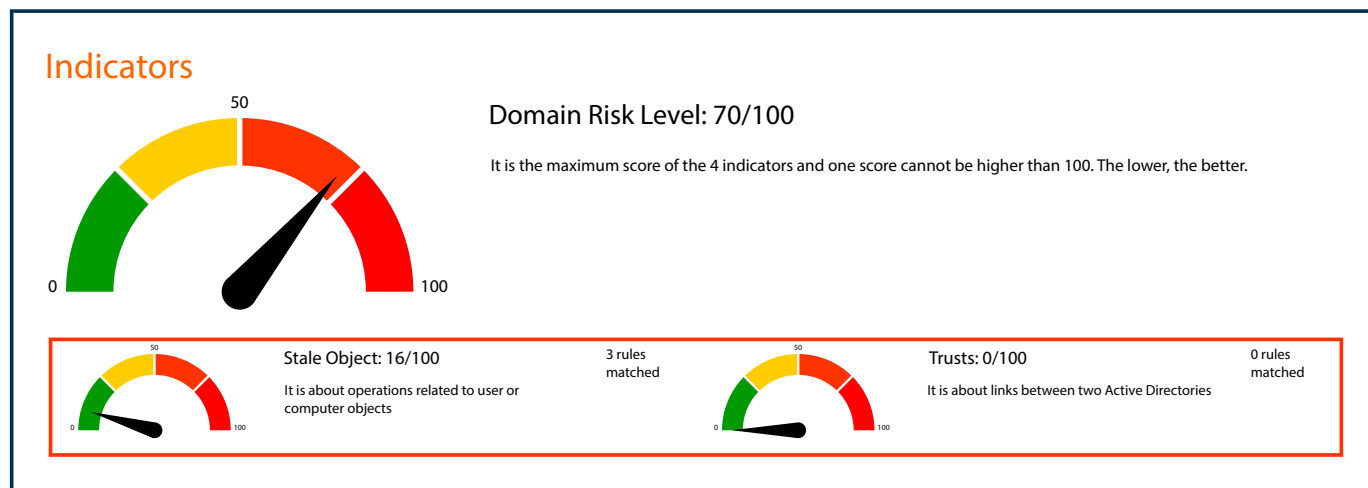 Indicators
50
0
100
Domain Risk Level: 70/100
It is the maximum score of the 4 indicators and one score cannot be higher than 100. The lower, the better.
50
0
100
Stale Object: 16/100
3 rules
matched
It is about operations related to user or
computer objects
50
0
100
Trusts: 0/100
0 rules
matched
It is about links between two Active Directories